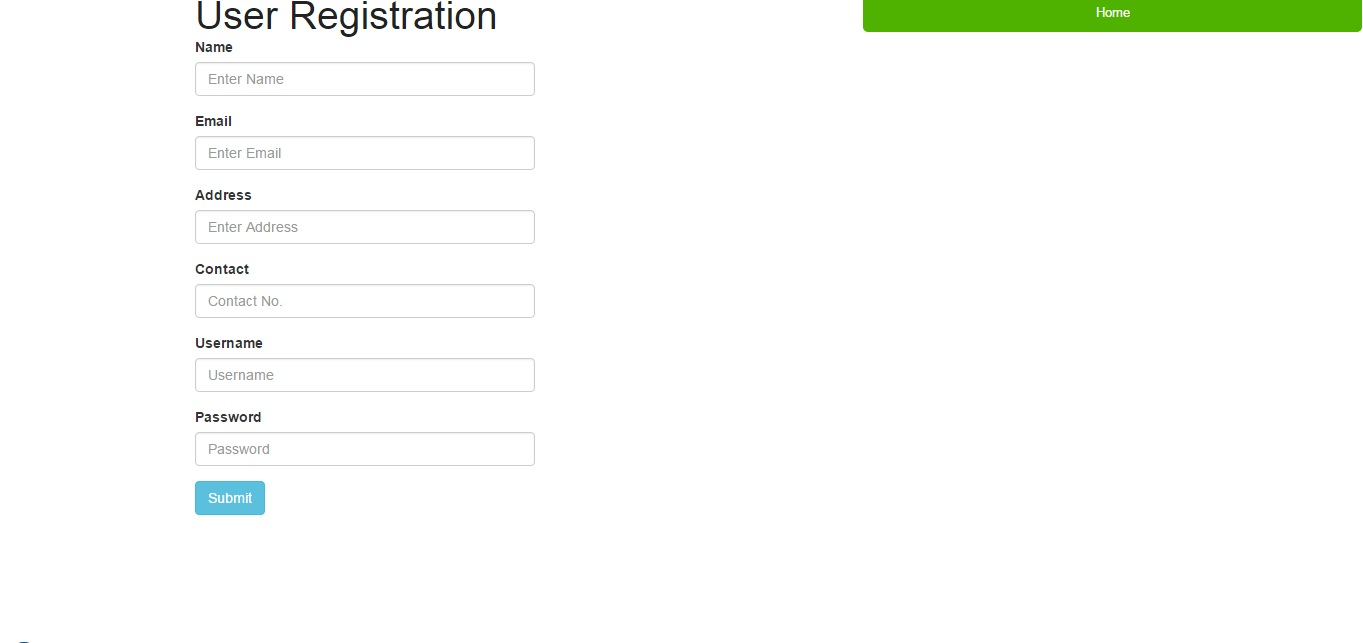 User Registration
Home
Name
Enter Name
Email
Enter Email
Address
Enter Address
Contact
Contact No.
Username
Username
Password
Password
Submit